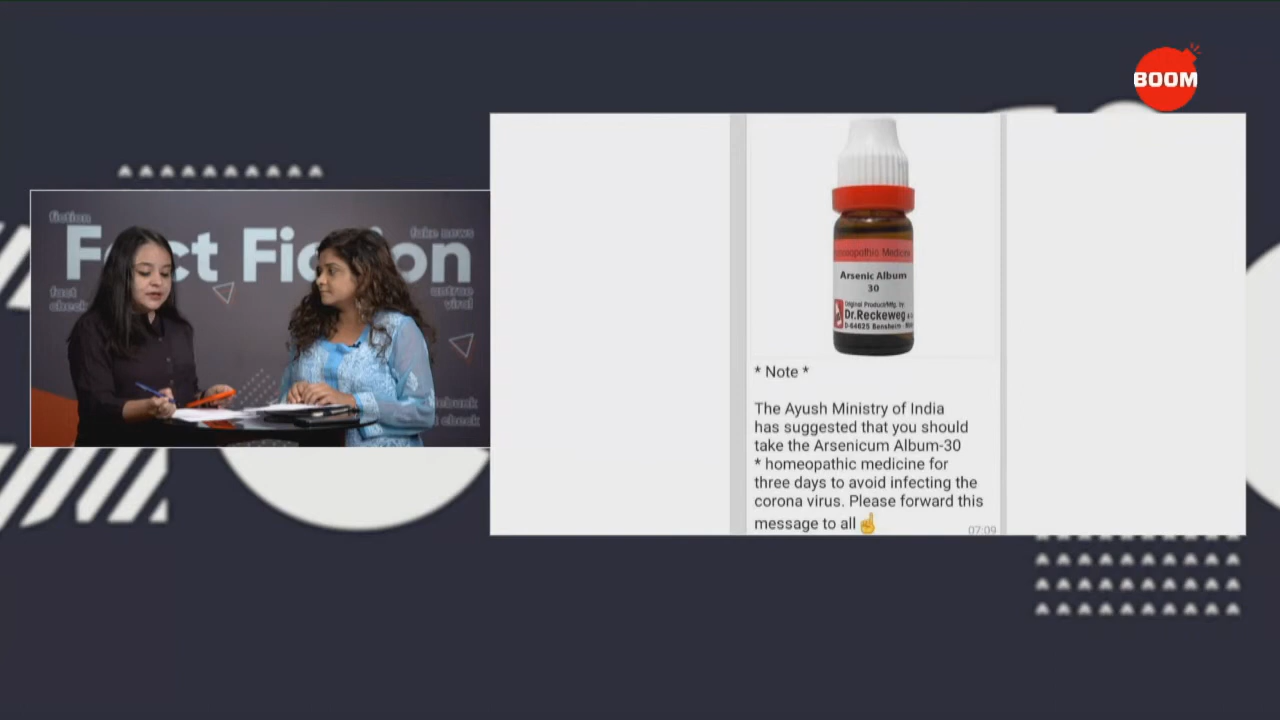 BOOM
fiction
fake news
Fact Fiction
fact
check
untrue
viral
debunk
fact check
Homeopathic Medicine
Arsenic Album
30
Original Product/Mfg. by:
Dr.Reckeweg
D-64625 Bensheim
* Note *
The Ayush Ministry of India
has suggested that you should
take the Arsenicum Album-30
* homeopathic medicine for
three days to avoid infecting the
corona virus. Please forward this
message to all☝
07:09